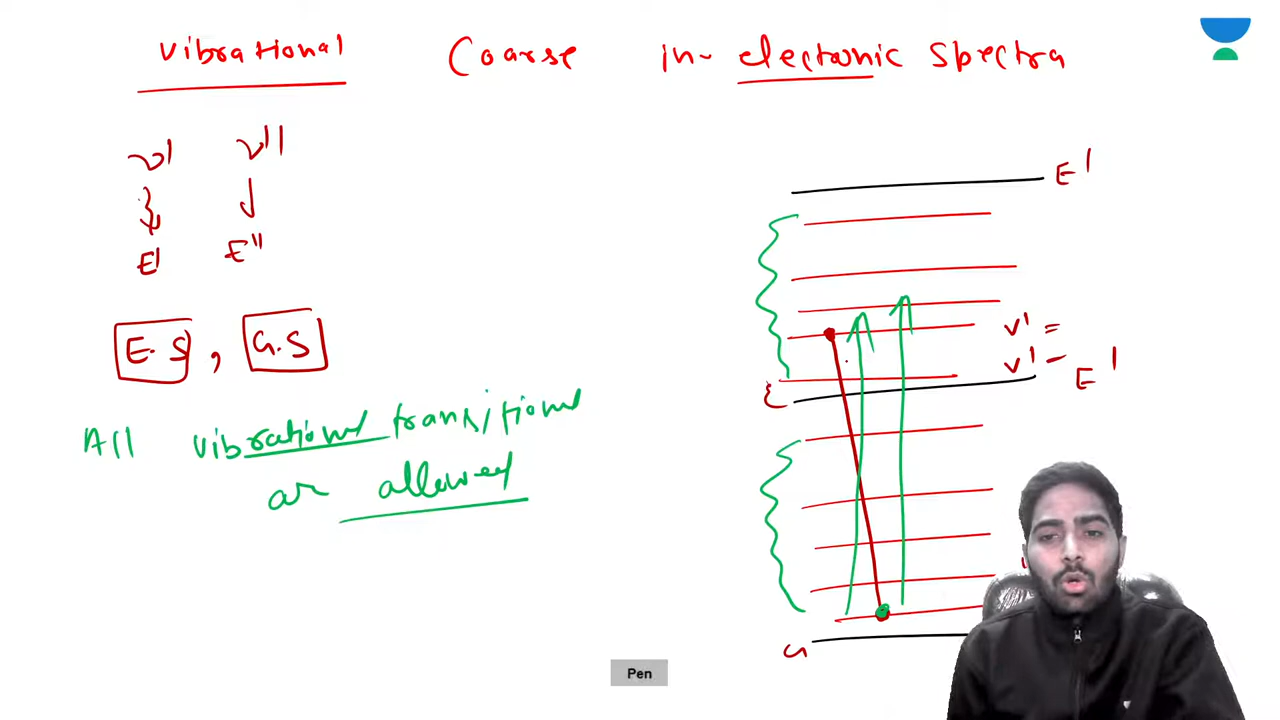 Vibrational Coarse in- electronic spectra
v' v''
E' E''
E.S , G.S
All vibrational transitions
are allowed
E'
v' =
v' -
E'
E
G
Pen